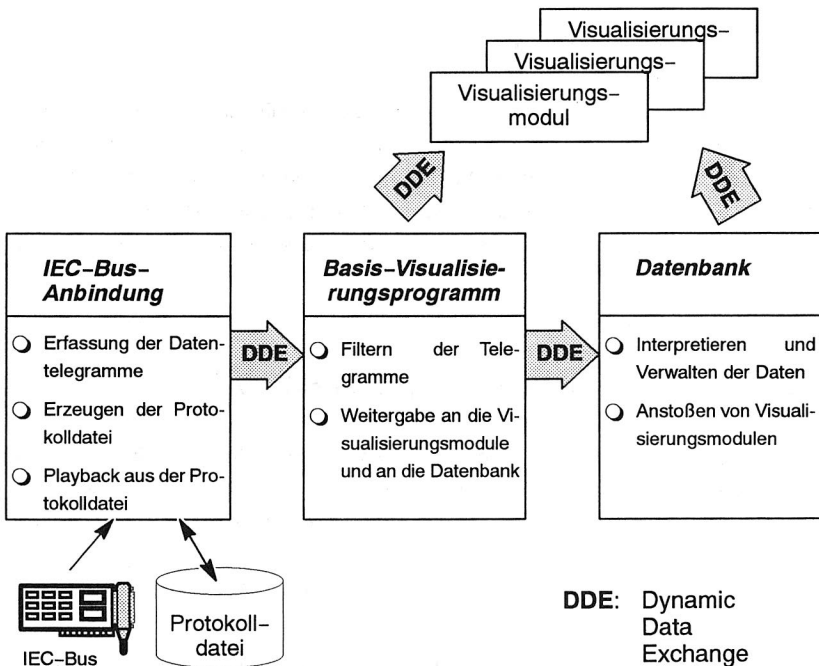 Visualisierungs–
Visualisierungs–
Visualisierungs–
modul
DDE
DDE
IEC–Bus–
Anbindung
Erfassung der Daten-
telegramme
Erzeugen der Proto-
kolldatei
Playback aus der Pro-
tokolldatei
DDE
Basis–Visualisie-
rungsprogramm
Filtern der Tele-
gramme
Weitergabe an die Vi-
sualisierungsmodule
und an die Datenbank
DDE
Datenbank
Interpretieren und
Verwalten der Daten
Anstoßen von Visuali-
sierungsmodulen
IEC–Bus
Protokoll–
datei
DDE: Dynamic
Data
Exchange